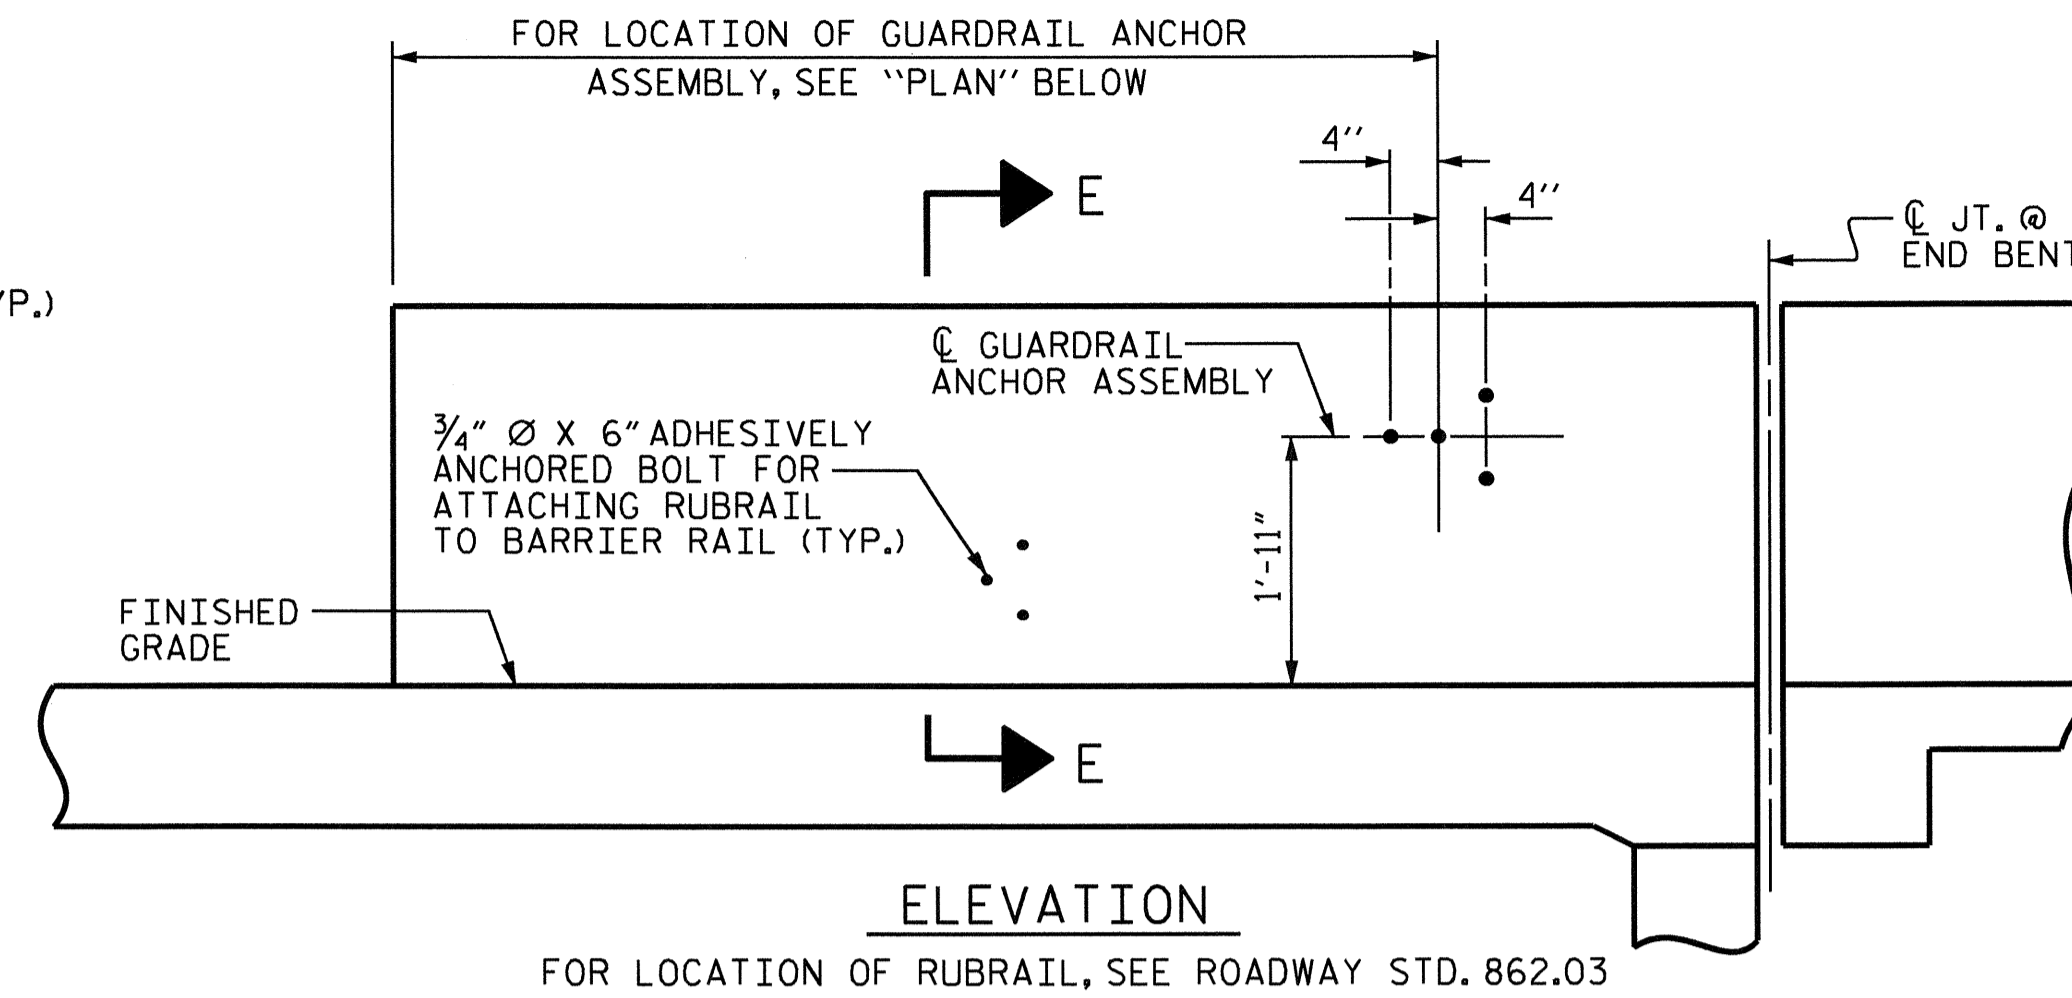 FOR LOCATION OF GUARDRAIL ANCHOR
ASSEMBLY, SEE "PLAN" BELOW
4"
E
4"
℄ JT. @
END BENT
YP.)
℄ GUARDRAIL
ANCHOR ASSEMBLY
3/4" Ø X 6" ADHESIVELY
ANCHORED BOLT FOR
ATTACHING RUBRAIL
TO BARRIER RAIL (TYP.)
1'-11"
FINISHED
GRADE
E
ELEVATION
FOR LOCATION OF RUBRAIL, SEE ROADWAY STD. 862.03